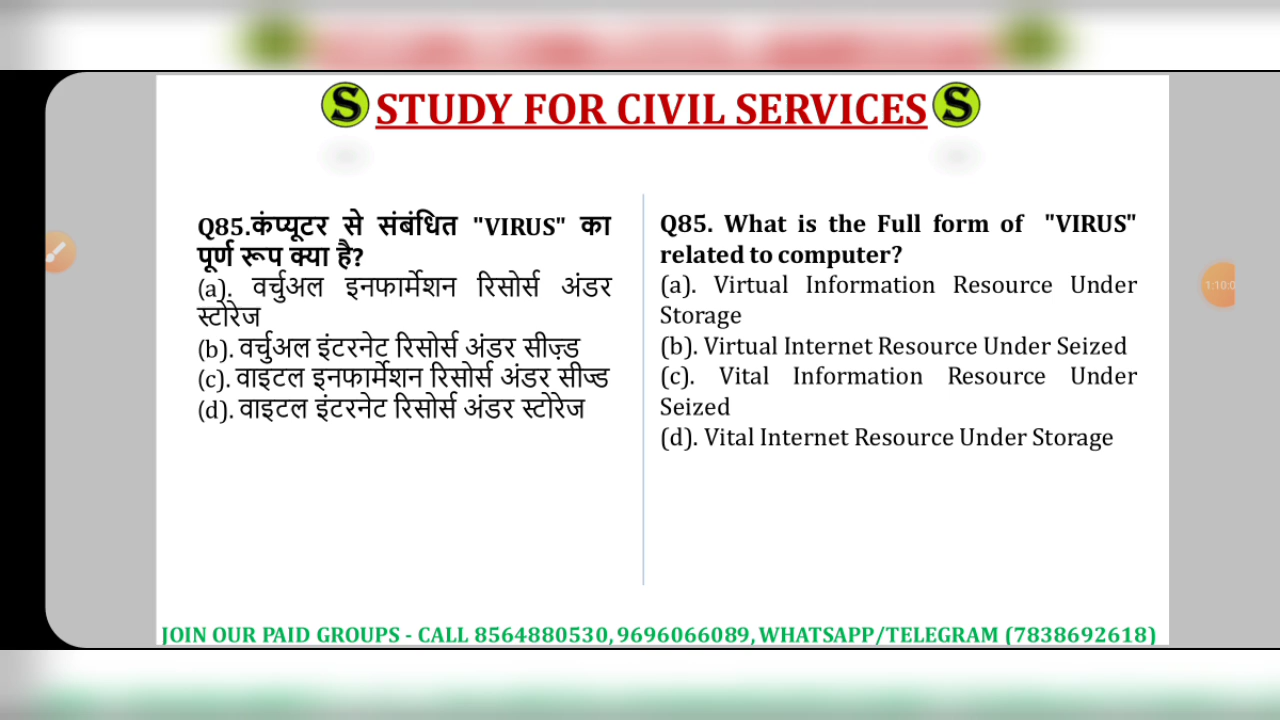 STUDY FOR CIVIL SERVICES
Q85.कंप्यूटर से संबंधित "VIRUS" का
पूर्ण रूप क्या है?
(a). वर्चुअल इनफार्मेशन रिसोर्स अंडर
स्टोरेज
(b). वर्चुअल इंटरनेट रिसोर्स अंडर सीज़्ड
(c). वाइटल इनफार्मेशन रिसोर्स अंडर सीज्ड
(d). वाइटल इंटरनेट रिसोर्स अंडर स्टोरेज
Q85. What is the Full form of "VIRUS"
related to computer?
(a). Virtual Information Resource Under
Storage
(b). Virtual Internet Resource Under Seized
(c). Vital Information Resource Under
Seized
(d). Vital Internet Resource Under Storage
1:10:0
JOIN OUR PAID GROUPS - CALL 8564880530, 9696066089, WHATSAPP/TELEGRAM (7838692618)